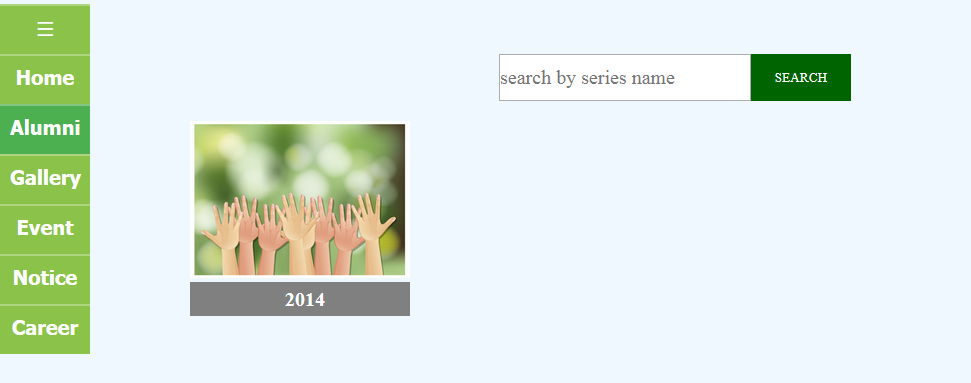 ☰
Home
Alumni
Gallery
Event
Notice
Career
search by series name
SEARCH
2014